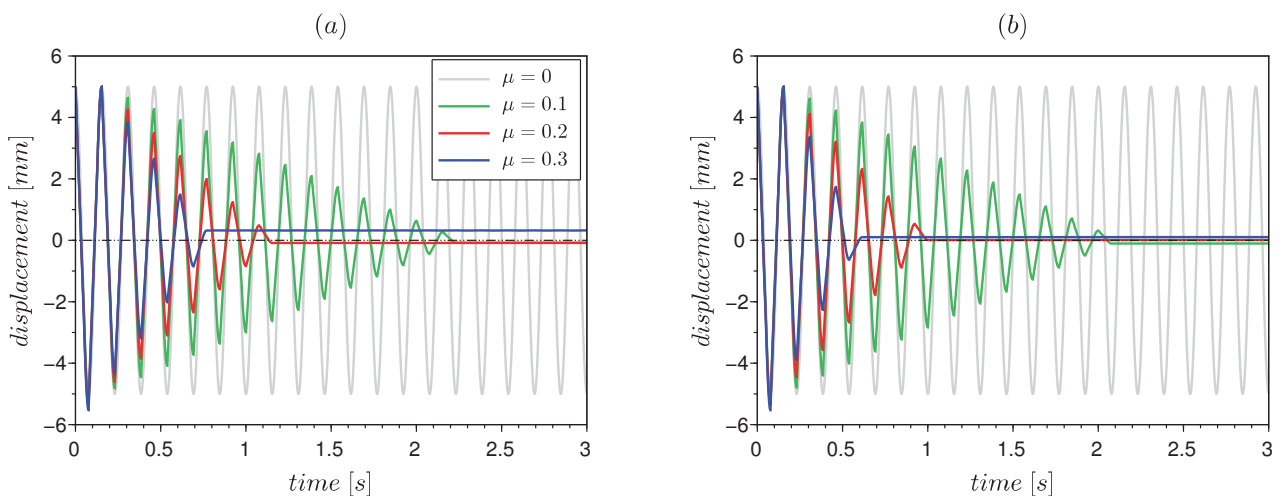 (a)
6
4
2
0
−2
−4
−6
displacement [mm]
0 0.5 1 1.5 2 2.5 3
time [s]
μ = 0
μ = 0.1
μ = 0.2
μ = 0.3
(b)
6
4
2
0
−2
−4
−6
displacement [mm]
0 0.5 1 1.5 2 2.5 3
time [s]